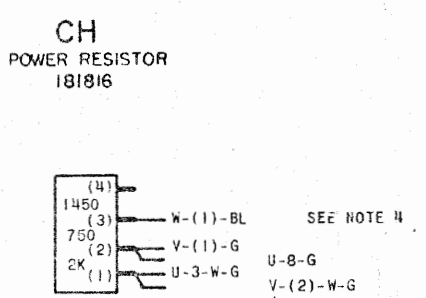 CH
POWER RESISTOR
181816
(4)
1450
(3) W-(1)-BL SEE NOTE 4
750
(2) V-(1)-G
U-8-G
2K (1) U-3-W-G
V-(2)-W-G